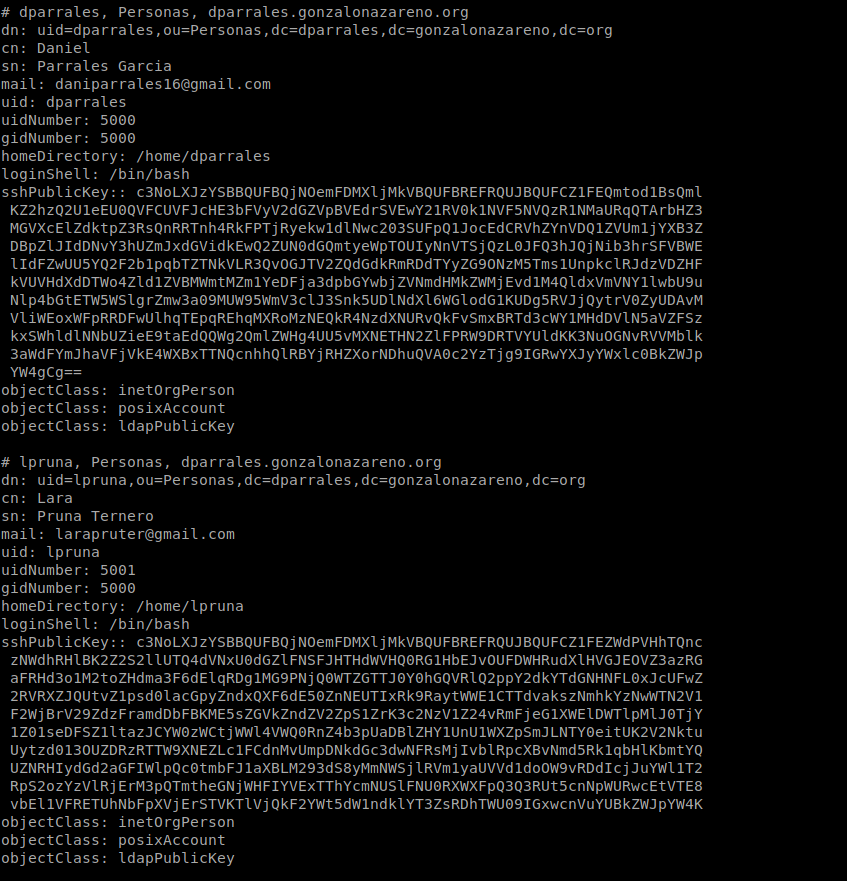 # dparrales, Personas, dparrales.gonzalonazareno.org
dn: uid=dparrales,ou=Personas,dc=dparrales,dc=gonzalonazareno,dc=org
cn: Daniel
sn: Parrales Garcia
mail: daniparrales16@gmail.com
uid: dparrales
uidNumber: 5000
gidNumber: 5000
homeDirectory: /home/dparrales
loginShell: /bin/bash
sshPublicKey:: c3NoLXJzYSBBQUFBQjNOemFDMXljMkVBQUFBREFRQUJBQUFCZ1FEQmtod1BsQml
KZ2hzQ2U1eEU0QVFCUVFJcHE3bFVyV2dGZVpBVEdrSVEwY21RV0k1NVF5NVQzR1NMaURqQTArbHZ3
MGVXcElZdktpZ3RsQnRRTnh4RkFPTjRyekw1dlNwc203SUFpQ1JocEdCRVhZYnVDQ1ZVUm1jYXB3Z
DBpZlJIdDNvY3hUZmJxdGVidkEwQ2ZUN0dGQmtyeWpTOUIyNnVTSjQzL0JFQ3hJQjNib3hrSFVBWE
lIdFZwUU5YQ2F2b1pqbTZTNkVLR3QvOGJTV2ZQdGdkRmRDdTYyZG9ONzM5Tms1UnpkclRJdzVDZHF
kVUVHdXdDTWo4Zld1ZVBMWmtMZm1YeDFja3dpbGYwbjZVNmdHMkZWMjEvd1M4QldxVmVNY1lwbU9u
Nlp4bGtETW5WSlgrZmw3a09MUW95WmV3clJ3Snk5UDlNdXl6WGlodG1KUDg5RVJjQytrV0ZyUDAvM
VliWEoxWFpRRDFwUlhqTEpqREhqMXRoMzNEQkR4NzdXNURvQkFvSmxBRTd3cWY1MHdDVlN5aVZFSz
kxSWhldlNNbUZieE9taEdQQWg2QmlZWHg4UU5vMXNETHN2ZlFPRW9DRTVYUldKK3NuOGNvRVVMblk
3aWdFYmJhaVFjVkE4WXBxTTNQcnhhQlRBYjRHZXorNDhuQVA0c2YzTjg9IGRwYXJyYWxlc0BkZWJp
YW4gCg==
objectClass: inetOrgPerson
objectClass: posixAccount
objectClass: ldapPublicKey
# lpruna, Personas, dparrales.gonzalonazareno.org
dn: uid=lpruna,ou=Personas,dc=dparrales,dc=gonzalonazareno,dc=org
cn: Lara
sn: Pruna Ternero
mail: larapruter@gmail.com
uid: lpruna
uidNumber: 5001
gidNumber: 5000
homeDirectory: /home/lpruna
loginShell: /bin/bash
sshPublicKey:: c3NoLXJzYSBBQUFBQjNOemFDMXljMkVBQUFBREFRQUJBQUFCZ1FEZWdPVHhTQnc
zNWdhRHlBK2Z2S2llUTQ4dVNxU0dGZlFNSFJHTHdWVHQ0RG1HbEJvOUFDWHRudXlHVGJEOVZ3azRG
aFRHd3o1M2toZHdma3F6dElqRDg1MG9PNjQ0WTZGTTJ0Y0hGQVRlQ2ppY2dkYTdGNHNFL0xJcUFwZ
2RVRXZJQUtvZ1psd0lacGpyZndxQXF6dE50ZnNEUTIxRk9RaytWWE1CTTdvakszNmhkYzNwWTN2V1
F2WjBrV29ZdzFramdDbFBKME5sZGVkZndZV2ZpS1ZrK3c2NzV1Z24vRmFjeG1XWElDWTlpMlJ0TjY
1Z01seDFSZ1ltazJCYW0zWCtjWWl4VWQ0RnZ4b3pUaDBlZHY1UnU1WXZpSmJLNTY0eitUK2V2Nktu
Uytzd013OUZDRzRTTW9XNEZLc1FCdnMvUmpDNkdGc3dwNFRsMjIvblRpcXBvNmd5Rk1qbHlKbmtYQ
UZNRHIydGd2aGFIWlpQc0tmbFJ1aXBLM293dS8yMmNWSjlRVm1yaUVVd1doOW9vRDdIcjJuYWl1T2
RpS2ozYzVlRjErM3pQTmtheGNjWHFIYVExTThYcmNUSlFNU0RXWXFpQ3Q3RUt5cnNpWURwcEtVTE8
vbEl1VFRETUhNbFpXVjErSTVKTlVjQkF2YWt5dW1ndklYT3ZsRDhTWU09IGxwcnVuYUBkZWJpYW4K
objectClass: inetOrgPerson
objectClass: posixAccount
objectClass: ldapPublicKey